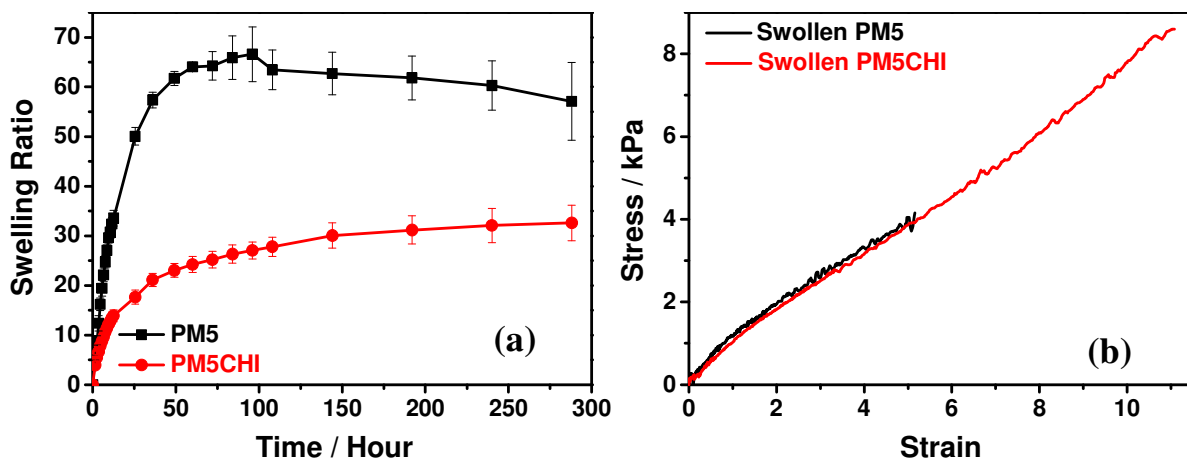 70
60
50
40
30
20
10
0
Swelling Ratio
PM5
PM5CHI
(a)
0 50 100 150 200 250 300
Time / Hour
8
6
4
2
0
Stress / kPa
Swollen PM5
Swollen PM5CHI
(b)
0 2 4 6 8 10
Strain